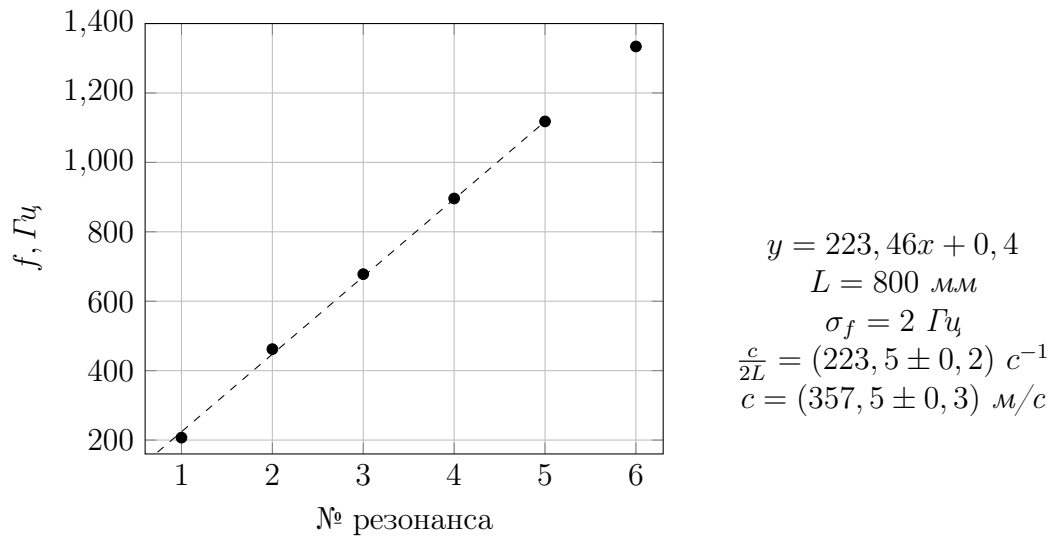 1,400
1,200
1,000
800
600
400
200
f, Гц
1 2 3 4 5 6
№ резонанса
y = 223, 46x + 0, 4
L = 800 мм
σ_f = 2 Гц
c/2L = (223, 5 ± 0, 2) с⁻¹
c = (357, 5 ± 0, 3) м/с